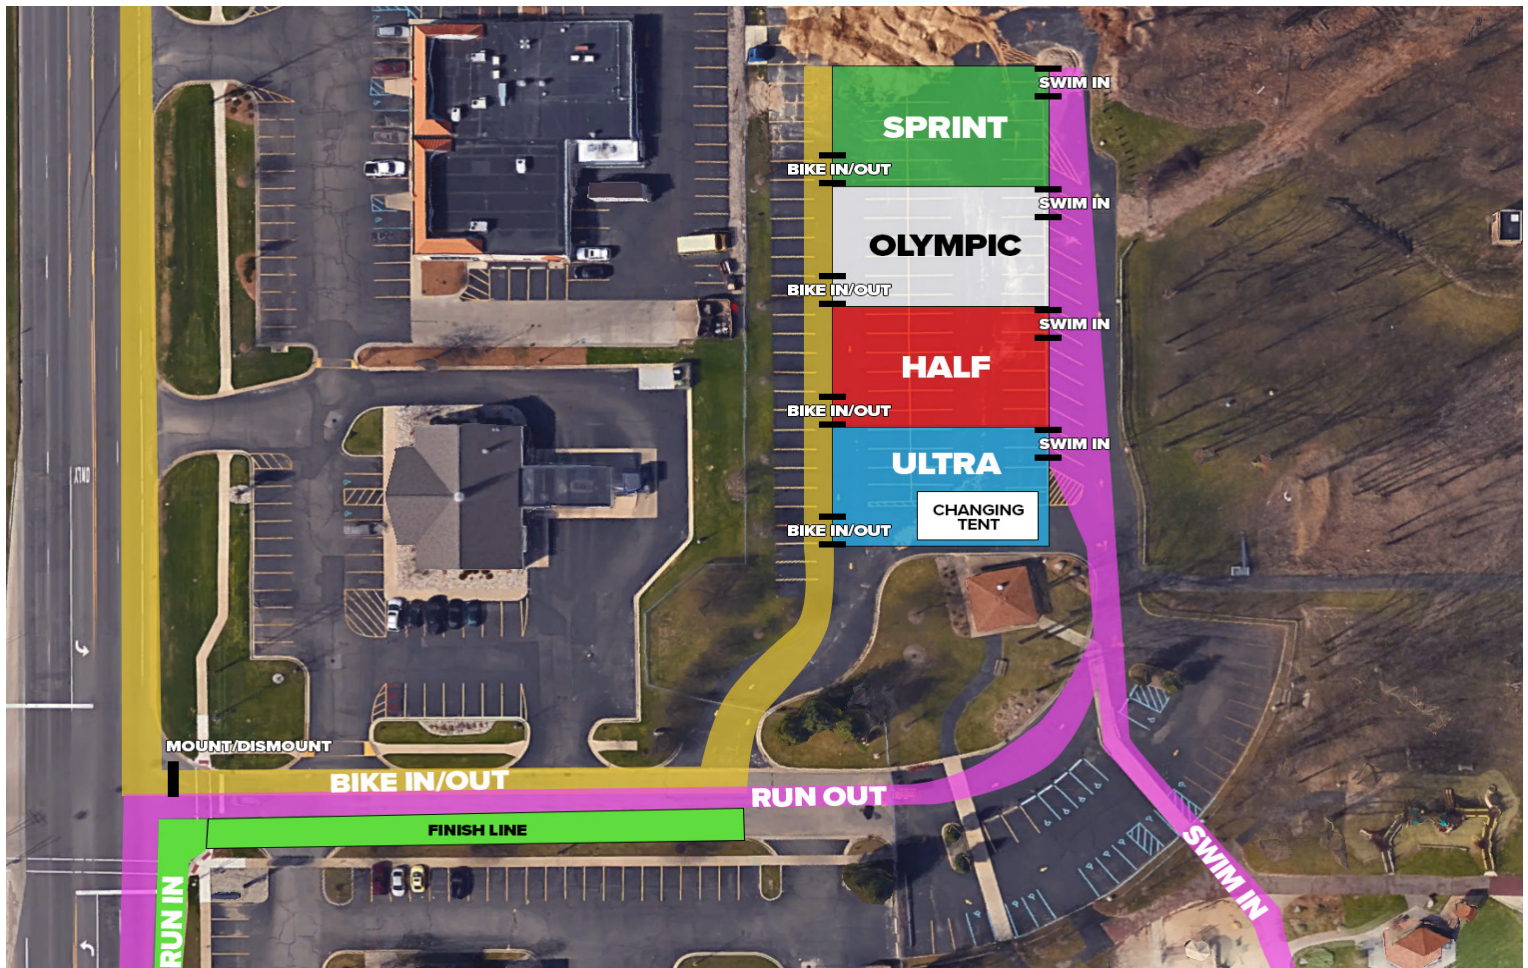 SWIM IN
SPRINT
BIKE IN/OUT
SWIM IN
OLYMPIC
BIKE IN/OUT
SWIM IN
HALF
BIKE IN/OUT
SWIM IN
ULTRA
CHANGING
TENT
BIKE IN/OUT
ONLY
MOUNT/DISMOUNT
BIKE IN/OUT
RUN OUT
FINISH LINE
SWIM IN
RUN IN